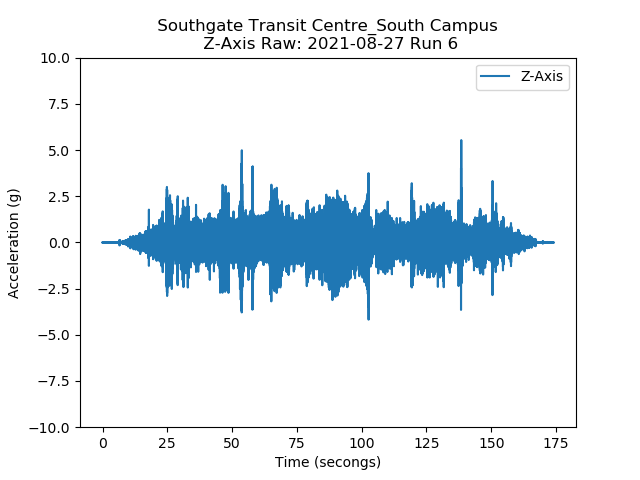 Southgate Transit Centre_South Campus
Z-Axis Raw: 2021-08-27 Run 6
Z-Axis
10.0
7.5
5.0
2.5
0.0
−2.5
−5.0
−7.5
−10.0
Acceleration (g)
0 25 50 75 100 125 150 175
Time (secongs)